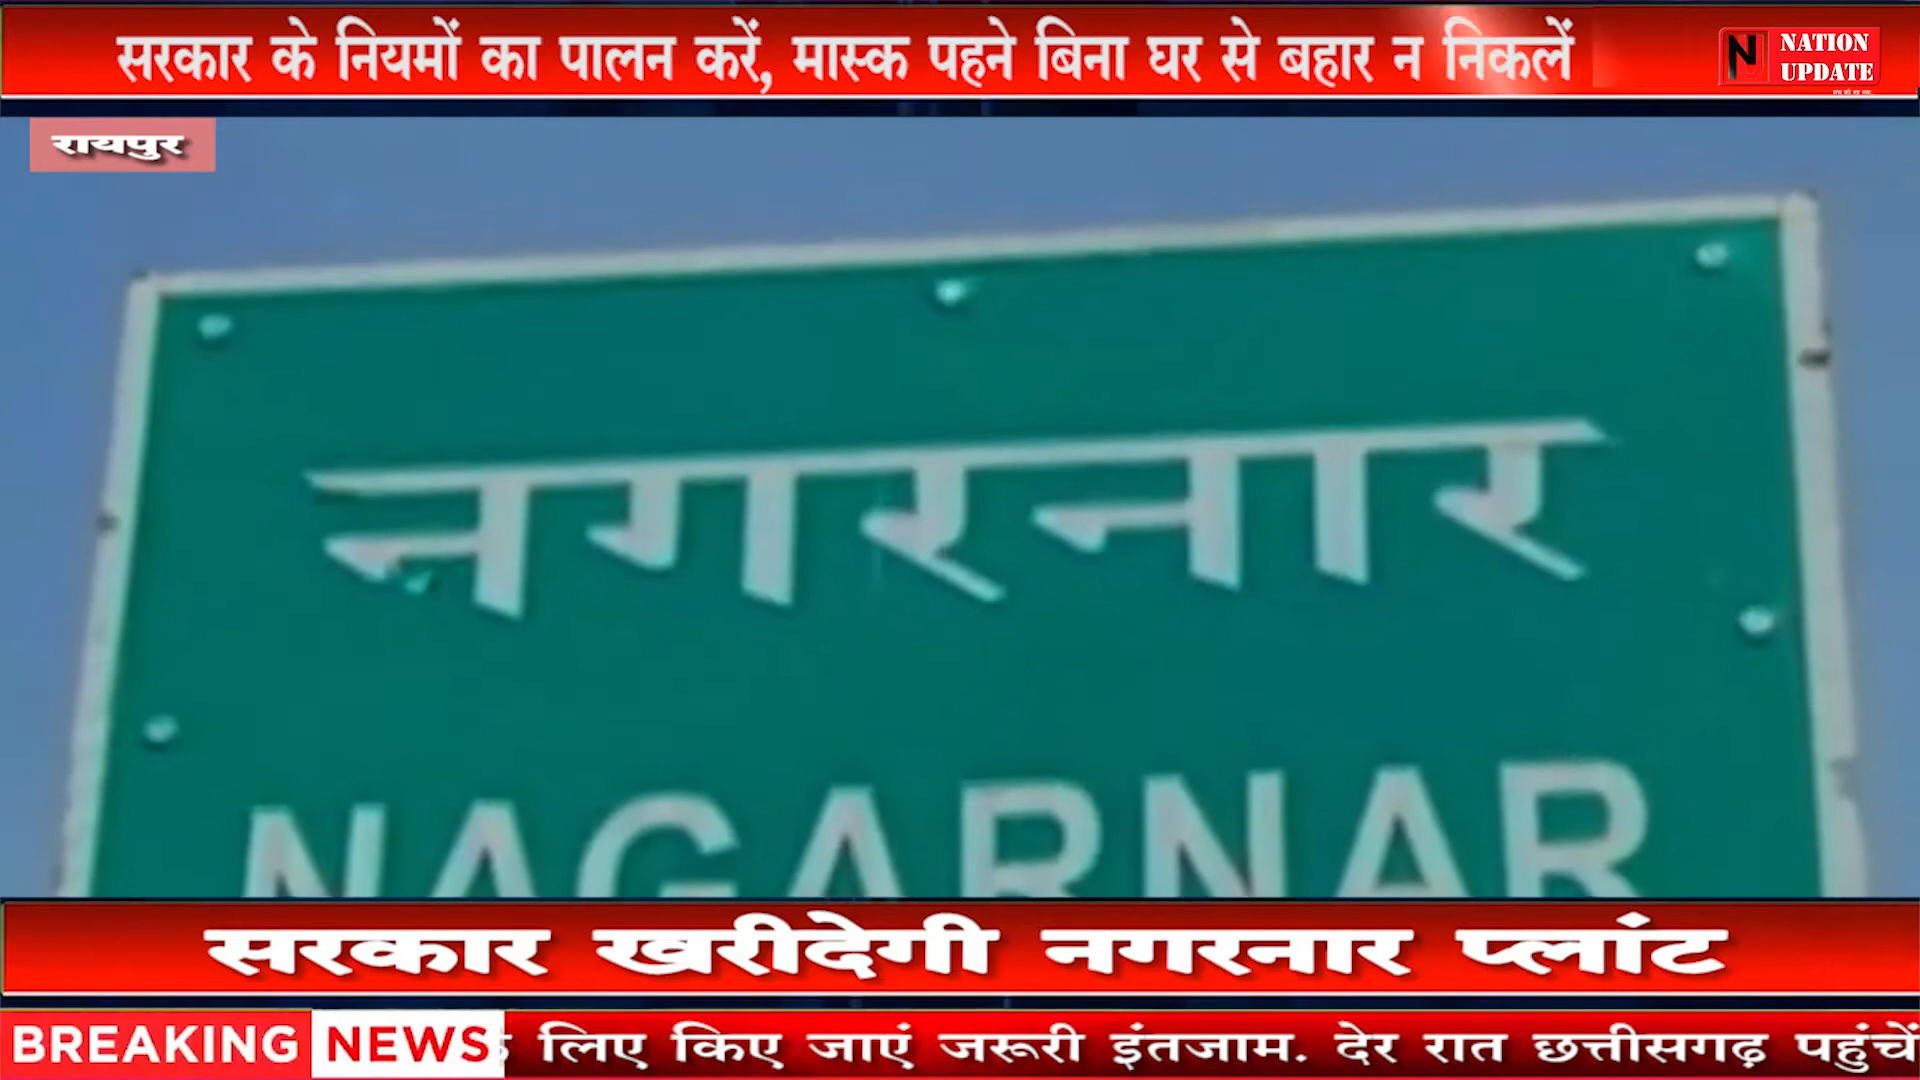 सरकार के नियमों का पालन करें, मास्क पहने बिना घर से बहार न निकलें
NATION
UPDATE
रायपुर
नगरनार
NAGARNAR
सरकार खरीदेगी नगरनार प्लांट
BREAKING NEWS
लिए किए जाएं जरूरी इंतजाम. देर रात छत्तीसगढ़ पहुंचें